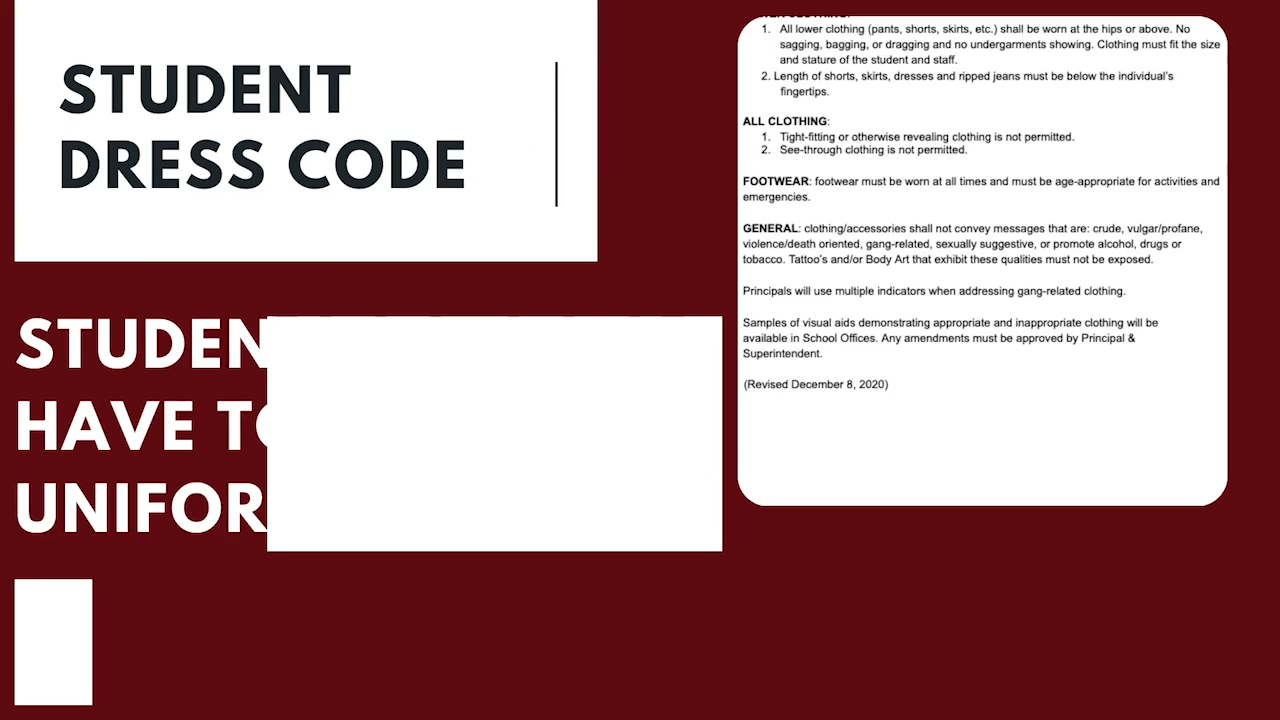 STUDENT
DRESS CODE
STUDEN
HAVE
UNIFOR
1. All lower clothing (pants, shorts, skirts, etc.) shall be worn at the hips or above. No
sagging, bagging, or dragging and no undergarments showing. Clothing must fit the size
and stature of the student and staff.
2. Length of shorts, skirts, dresses and ripped jeans must be below the individual's
fingertips.
ALL CLOTHING:
1. Tight-fitting or otherwise revealing clothing is not permitted.
2. See-through clothing is not permitted.
FOOTWEAR: footwear must be worn at all times and must be age-appropriate for activities and
emergencies.
GENERAL: clothing/accessories shall not convey messages that are: crude, vulgar/profane,
violence/death oriented, gang-related, sexually suggestive, or promote alcohol, drugs or
tobacco. Tattoo's and/or Body Art that exhibit these qualities must not be exposed.
Principals will use multiple indicators when addressing gang-related clothing.
Samples of visual aids demonstrating appropriate and inappropriate clothing will be
available in School Offices. Any amendments must be approved by Principal &
Superintendent.
(Revised December 8, 2020)